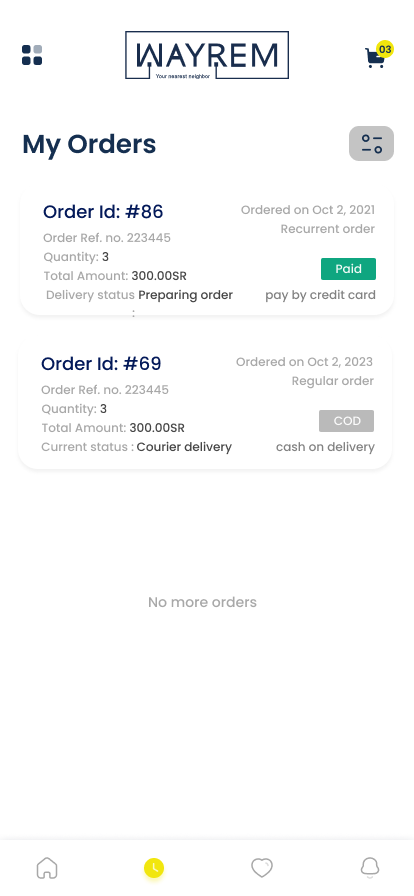 WAYREM
Your nearest neighbor
03
My Orders
Order Id: #86
Ordered on Oct 2, 2021
Recurrent order
Order Ref. no. 223445
Quantity: 3
Total Amount: 300.00SR
Paid
Delivery status Preparing order
:
pay by credit card
Order Id: #69
Ordered on Oct 2, 2023
Regular order
Order Ref. no. 223445
Quantity: 3
Total Amount: 300.00SR
COD
Current status : Courier delivery
cash on delivery
No more orders